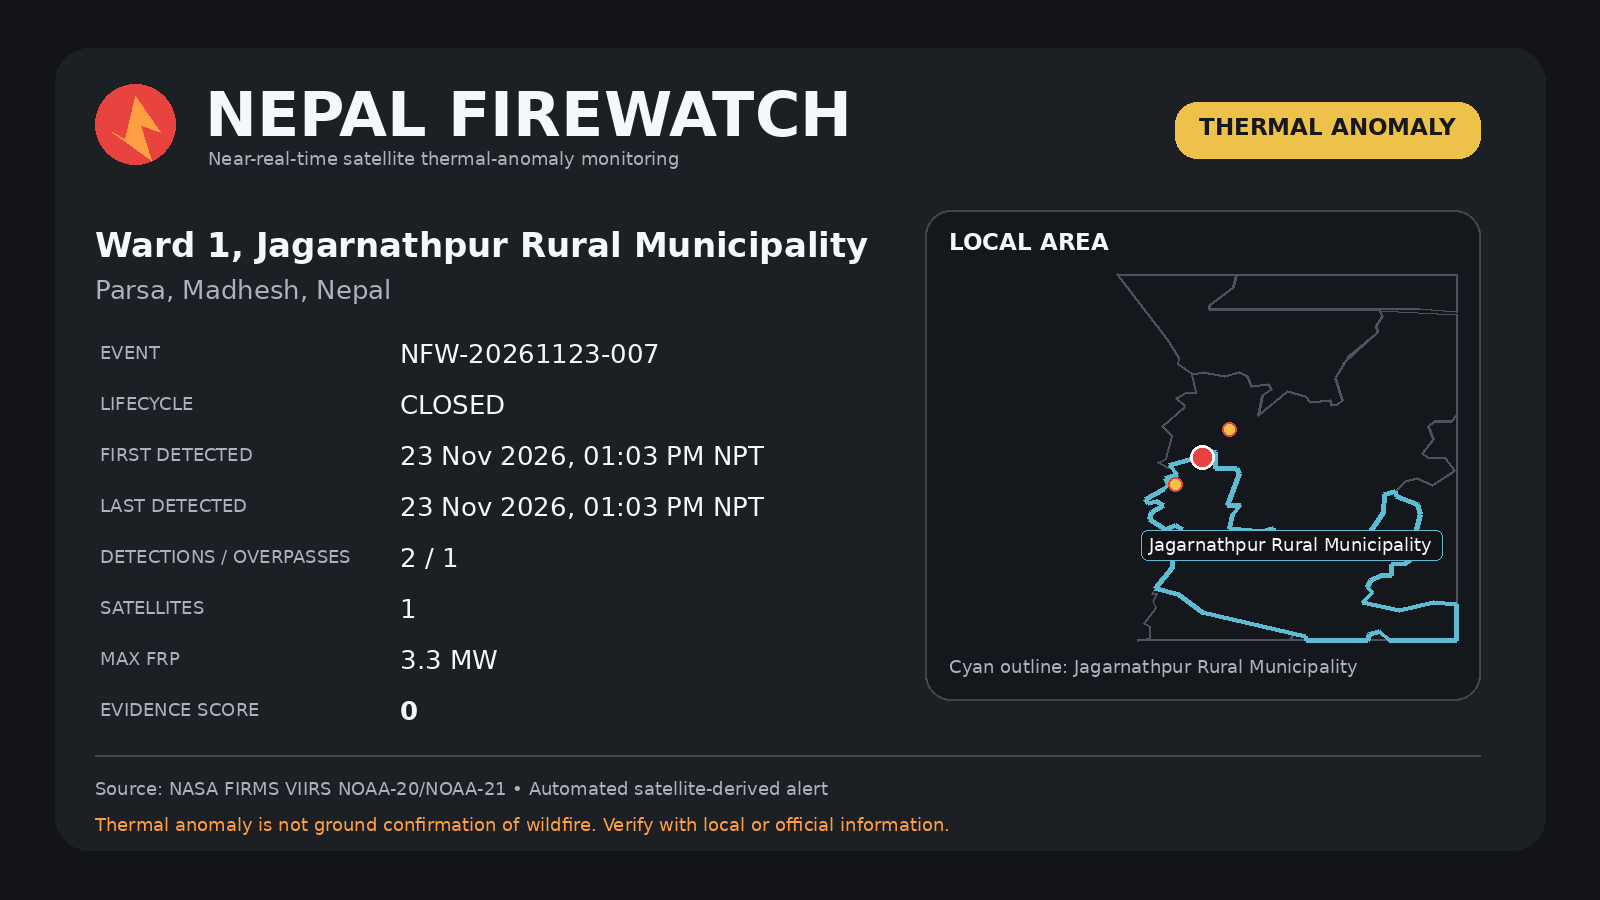 NEPAL FIREWATCH
Near-real-time satellite thermal-anomaly monitoring
THERMAL ANOMALY
Ward 1, Jagarnathpur Rural Municipality
Parsa, Madhesh, Nepal
EVENT NFW-20261123-007
LIFECYCLE CLOSED
FIRST DETECTED 23 Nov 2026, 01:03 PM NPT
LAST DETECTED 23 Nov 2026, 01:03 PM NPT
DETECTIONS / OVERPASSES 2 / 1
SATELLITES 1
MAX FRP 3.3 MW
EVIDENCE SCORE 0
LOCAL AREA
Jagarnathpur Rural Municipality
Cyan outline: Jagarnathpur Rural Municipality
Source: NASA FIRMS VIIRS NOAA-20/NOAA-21 • Automated satellite-derived alert
Thermal anomaly is not ground confirmation of wildfire. Verify with local or official information.